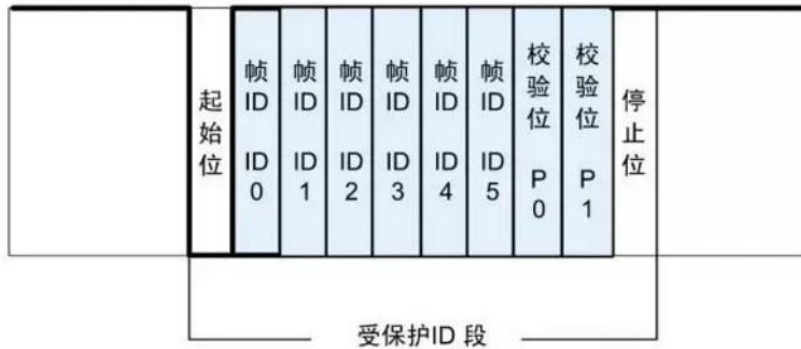 起始位
帧ID ID0
帧ID ID1
帧ID ID2
帧ID ID3
帧ID ID4
帧ID ID5
校验位 P0
校验位 P1
停止位
受保护ID 段